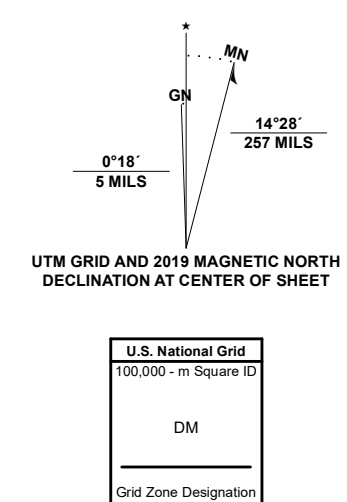 MN
GN
14°28´
257 MILS
0°18´
5 MILS
UTM GRID AND 2019 MAGNETIC NORTH
DECLINATION AT CENTER OF SHEET
U.S. National Grid
100,000 - m Square ID
DM
Grid Zone Designation